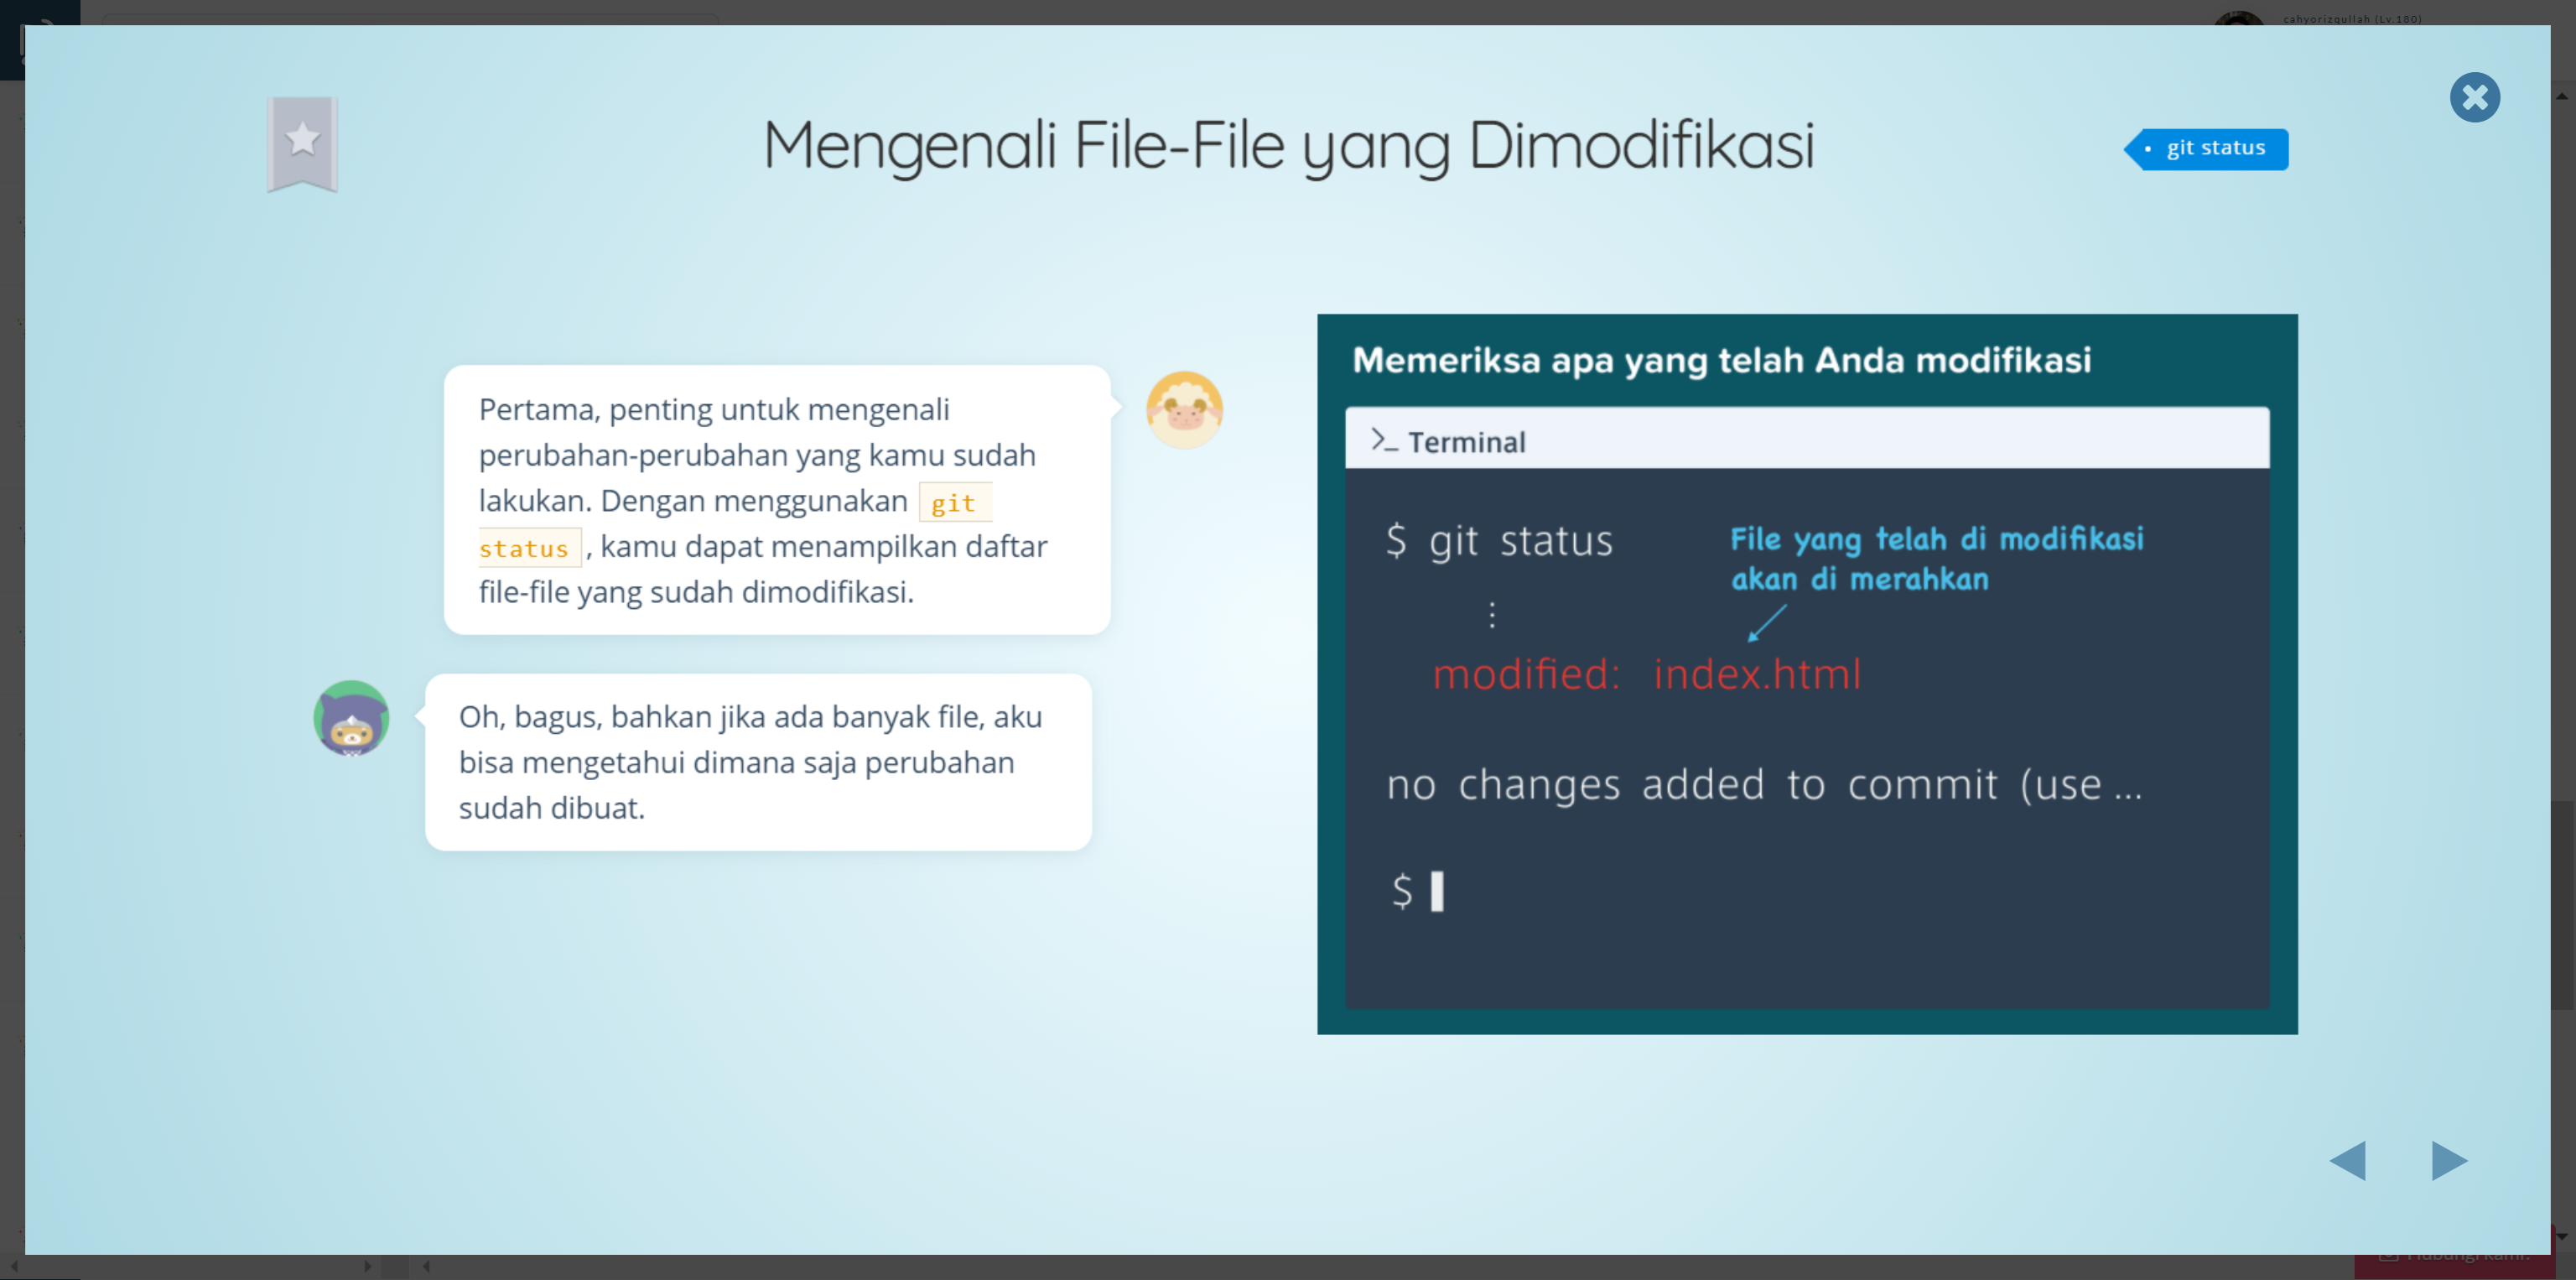 cahyorizqullah (Lv.180)
Mengenali File-File yang Dimodifikasi
• git status
Pertama, penting untuk mengenali
perubahan-perubahan yang kamu sudah
lakukan. Dengan menggunakan git
status , kamu dapat menampilkan daftar
file-file yang sudah dimodifikasi.
Oh, bagus, bahkan jika ada banyak file, aku
bisa mengetahui dimana saja perubahan
sudah dibuat.
Memeriksa apa yang telah Anda modifikasi
>_ Terminal
$ git status
File yang telah di modifikasi
akan di merahkan
⋮
modified: index.html
no changes added to commit (use ...
$
Hubungi kami!